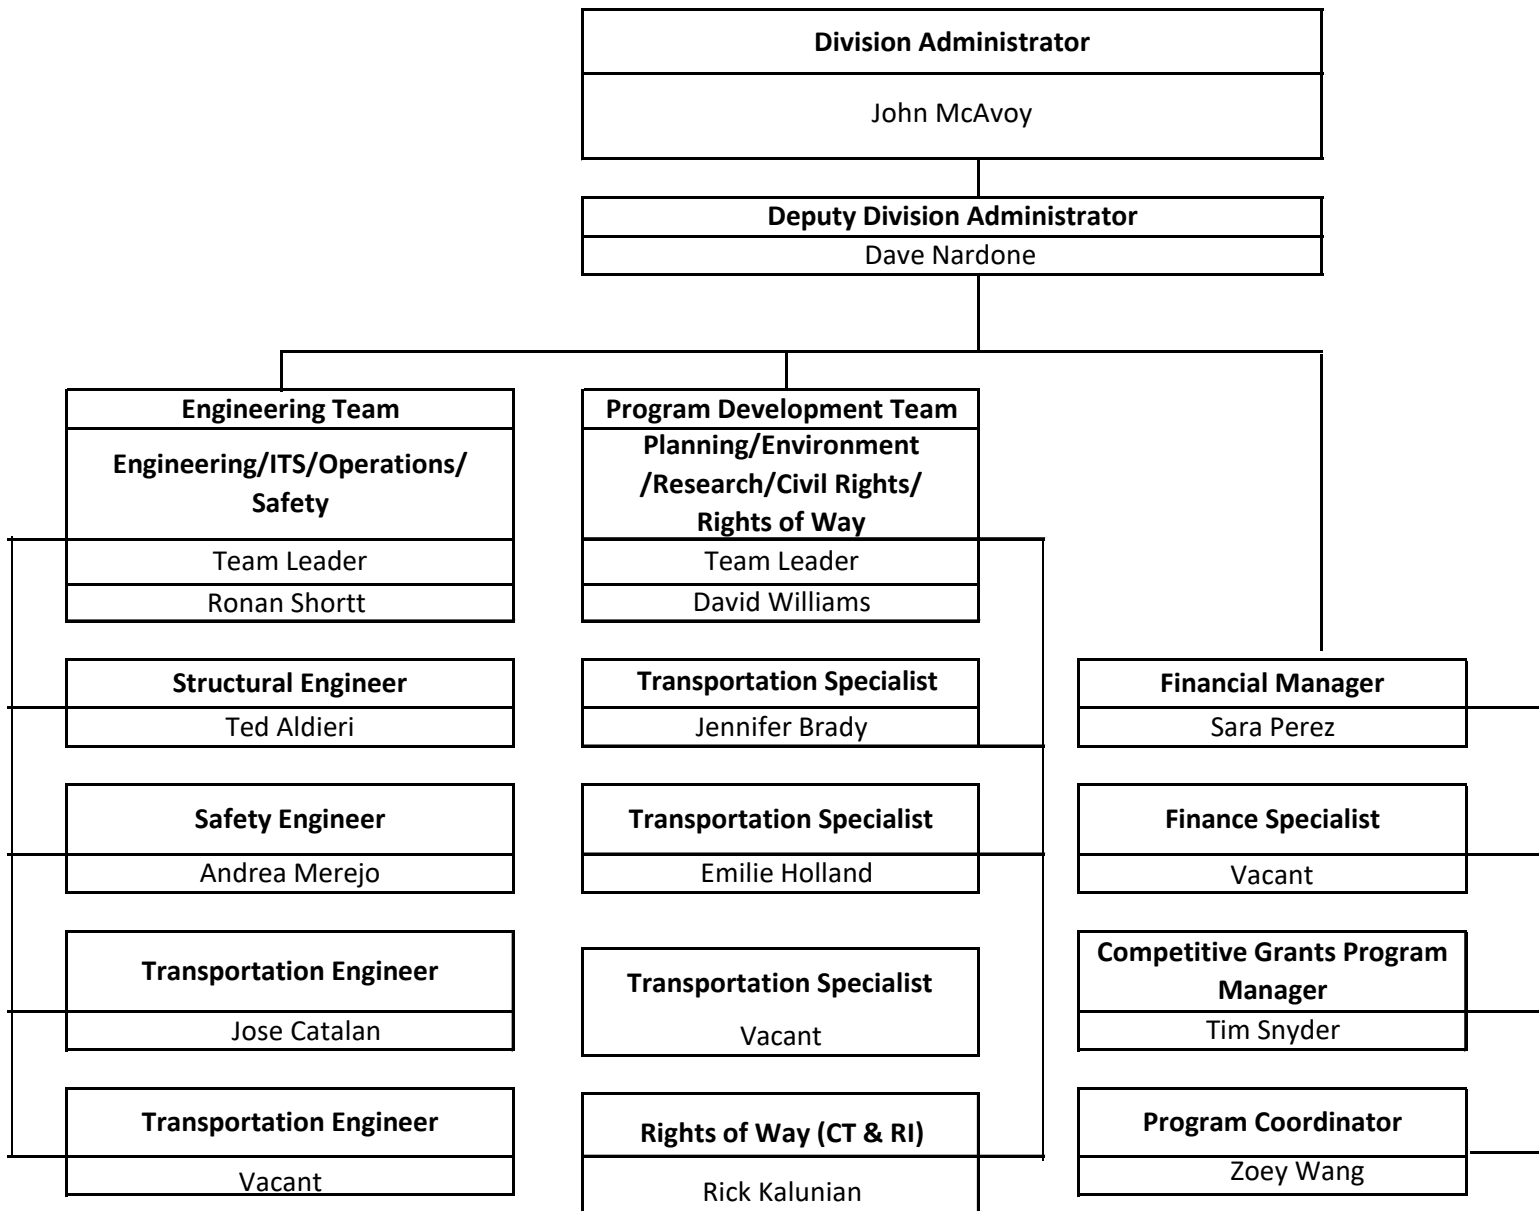 Division Administrator
John McAvoy
Deputy Division Administrator
Dave Nardone
Engineering Team
Engineering/ITS/Operations/
Safety
Team Leader
Ronan Shortt
Structural Engineer
Ted Aldieri
Safety Engineer
Andrea Merejo
Transportation Engineer
Jose Catalan
Transportation Engineer
Vacant
Program Development Team
Planning/Environment
/Research/Civil Rights/
Rights of Way
Team Leader
David Williams
Transportation Specialist
Jennifer Brady
Transportation Specialist
Emilie Holland
Transportation Specialist
Vacant
Rights of Way (CT & RI)
Rick Kalunian
Financial Manager
Sara Perez
Finance Specialist
Vacant
Competitive Grants Program
Manager
Tim Snyder
Program Coordinator
Zoey Wang